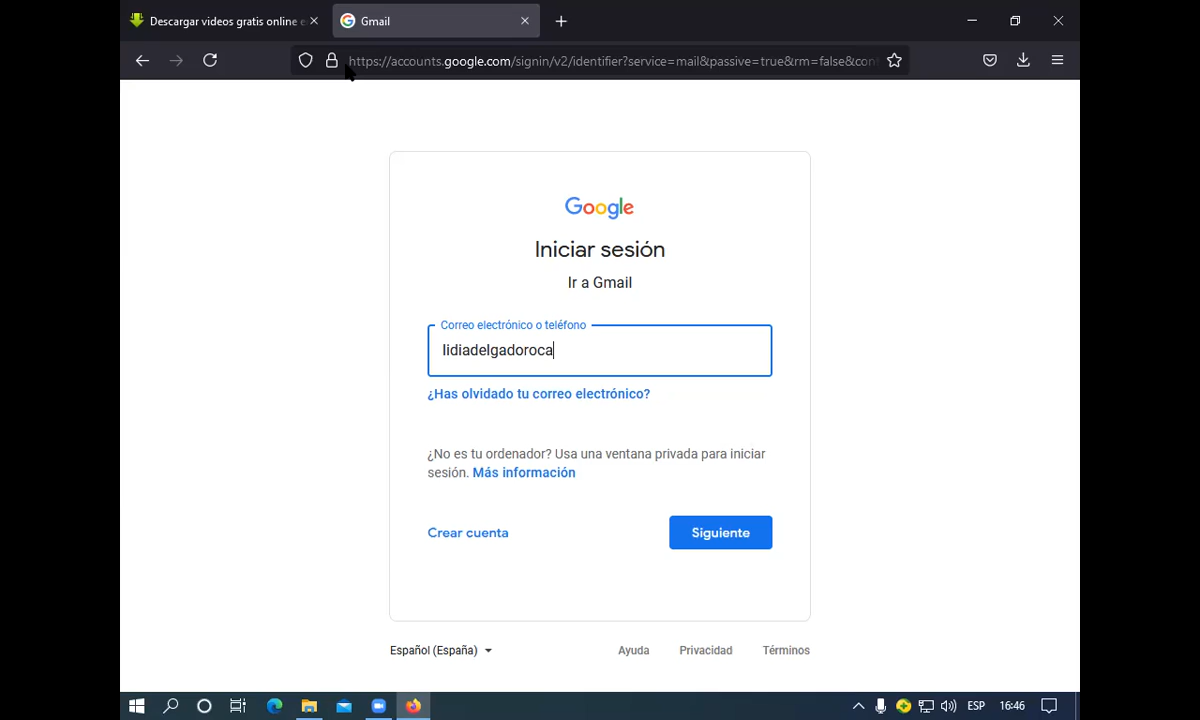 Descargar videos gratis online e
Gmail
https://accounts.google.com/signin/v2/identifier?service=mail&passive=true&rm=false&con
Google
Iniciar sesión
Ir a Gmail
Correo electrónico o teléfono
lidiadelgadoroca
¿Has olvidado tu correo electrónico?
¿No es tu ordenador? Usa una ventana privada para iniciar
sesión. Más información
Crear cuenta
Siguiente
Español (España)
Ayuda
Privacidad
Términos
ESP
16:46